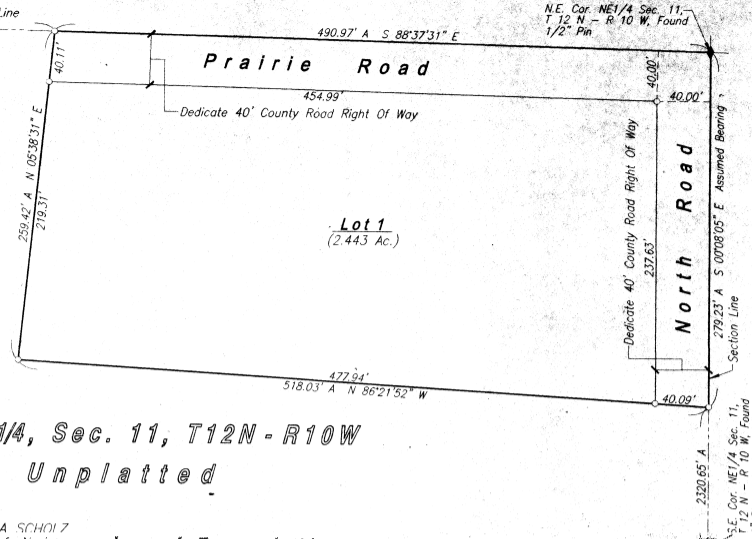 Line
N.E. Cor. NE1/4 Sec. 11,
T 12 N - R 10 W, Found
1/2" Pin
490.97' A S 88°37'31" E
40.11'
Prairie Road
40.00'
454.99'
40.00'
Dedicate 40' County Road Right Of Way
259.42' A N 05°38'31" E
219.31'
Lot 1
(2.443 Ac.)
Dedicate 40' County Road Right Of Way
237.63'
North Road
279.23' A S 00°08'05" E Assumed Bearing
Section Line
477.94'
518.03' A N 86°21'52" W
40.09'
1/4, Sec. 11, T12N-R10W
Unplatted
2320.65' A
S.E. Cor. NE1/4 Sec. 11,
T 12 N - R 10 W, Found
A SCHOLZ